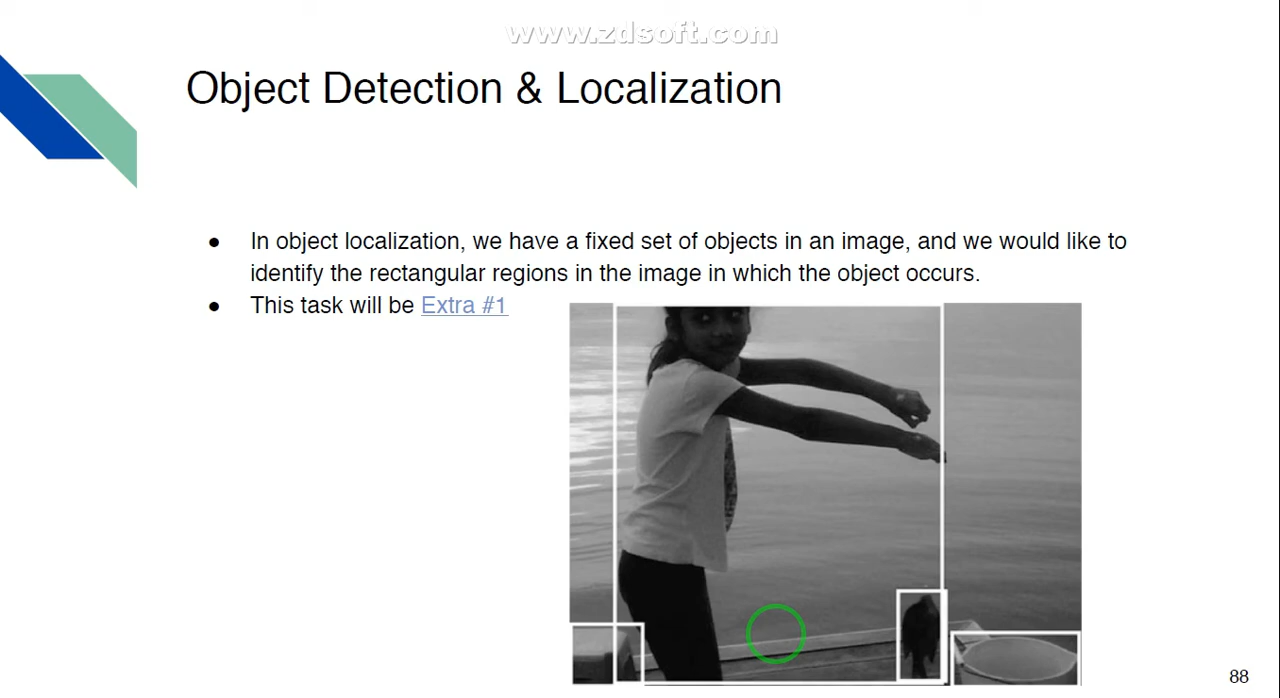 www.zdsoft.com
Object Detection & Localization
● In object localization, we have a fixed set of objects in an image, and we would like to
identify the rectangular regions in the image in which the object occurs.
● This task will be Extra #1
88